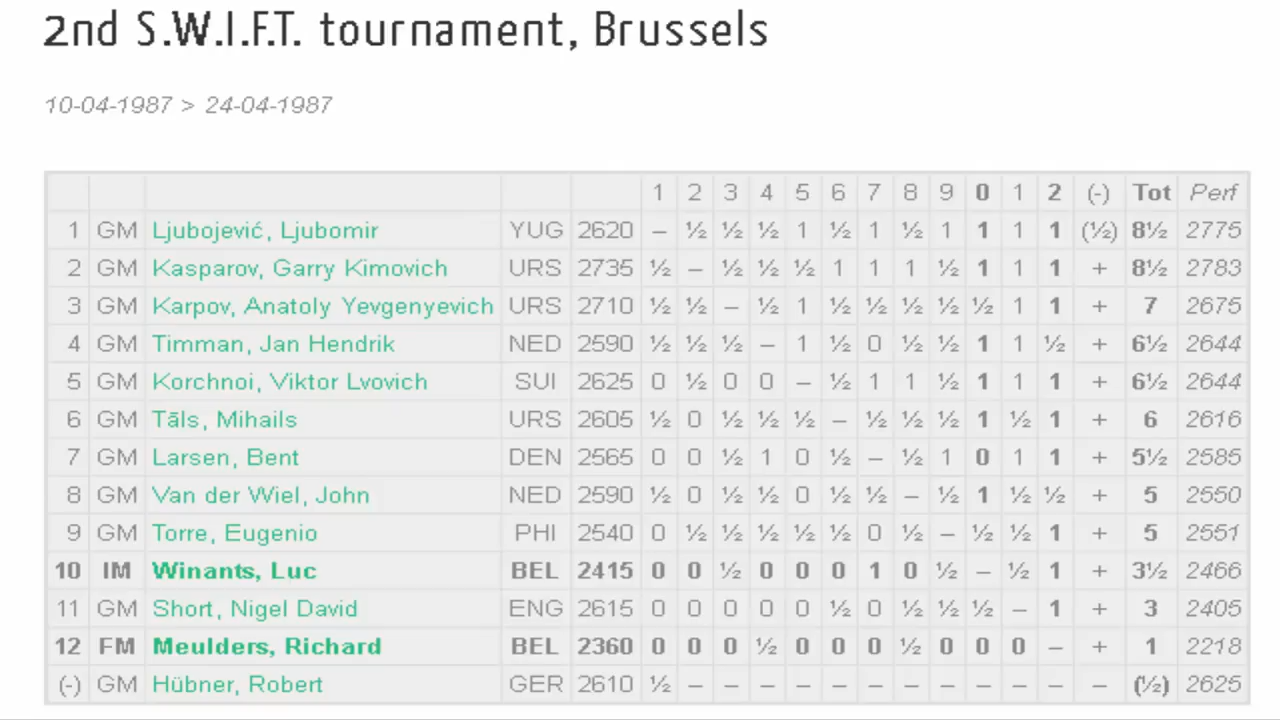 2nd S.W.I.F.T. tournament, Brussels
10-04-1987 > 24-04-1987
1 2 3 4 5 6 7 8 9 0 1 2 (-) Tot Perf
1 GM Ljubojević, Ljubomir YUG 2620 – ½ ½ ½ 1 ½ 1 ½ 1 1 1 1 (½) 8½ 2775
2 GM Kasparov, Garry Kimovich URS 2735 ½ – ½ ½ ½ 1 1 1 ½ 1 1 1 + 8½ 2783
3 GM Karpov, Anatoly Yevgenyevich URS 2710 ½ ½ – ½ 1 ½ ½ ½ ½ ½ 1 1 + 7 2675
4 GM Timman, Jan Hendrik NED 2590 ½ ½ ½ – 1 ½ 0 ½ ½ 1 1 ½ + 6½ 2644
5 GM Korchnoi, Viktor Lvovich SUI 2625 0 ½ 0 0 – ½ 1 1 ½ 1 1 1 + 6½ 2644
6 GM Tāls, Mihails URS 2605 ½ 0 ½ ½ ½ – ½ ½ ½ 1 ½ 1 + 6 2616
7 GM Larsen, Bent DEN 2565 0 0 ½ 1 0 ½ – ½ 1 0 1 1 + 5½ 2585
8 GM Van der Wiel, John NED 2590 ½ 0 ½ ½ 0 ½ ½ – ½ 1 ½ ½ + 5 2550
9 GM Torre, Eugenio PHI 2540 0 ½ ½ ½ ½ ½ 0 ½ – ½ ½ 1 + 5 2551
10 IM Winants, Luc BEL 2415 0 0 ½ 0 0 0 1 0 ½ – ½ 1 + 3½ 2466
11 GM Short, Nigel David ENG 2615 0 0 0 0 0 ½ 0 ½ ½ ½ – 1 + 3 2405
12 FM Meulders, Richard BEL 2360 0 0 0 ½ 0 0 0 ½ 0 0 0 – + 1 2218
(-) GM Hübner, Robert GER 2610 ½ – – – – – – – – – – – – (½) 2625